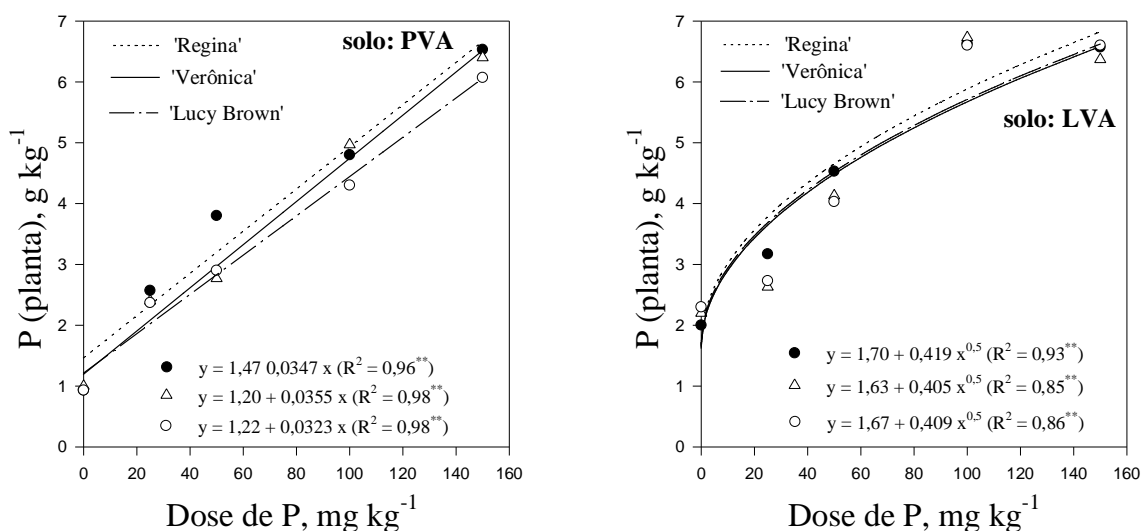 7
6
5
4
3
2
1
0
P (planta), g kg⁻¹
'Regina'
'Verônica'
'Lucy Brown'
solo: PVA
y = 1,47 0,0347 x (R² = 0,96**)
y = 1,20 + 0,0355 x (R² = 0,98**)
y = 1,22 + 0,0323 x (R² = 0,98**)
0 20 40 60 80 100 120 140 160
Dose de P, mg kg⁻¹
7
6
5
4
3
2
1
0
P (planta), g kg⁻¹
'Regina'
'Verônica'
'Lucy Brown'
solo: LVA
y = 1,70 + 0,419 x⁰,⁵ (R² = 0,93**)
y = 1,63 + 0,405 x⁰,⁵ (R² = 0,85**)
y = 1,67 + 0,409 x⁰,⁵ (R² = 0,86**)
0 20 40 60 80 100 120 140 160
Dose de P, mg kg⁻¹